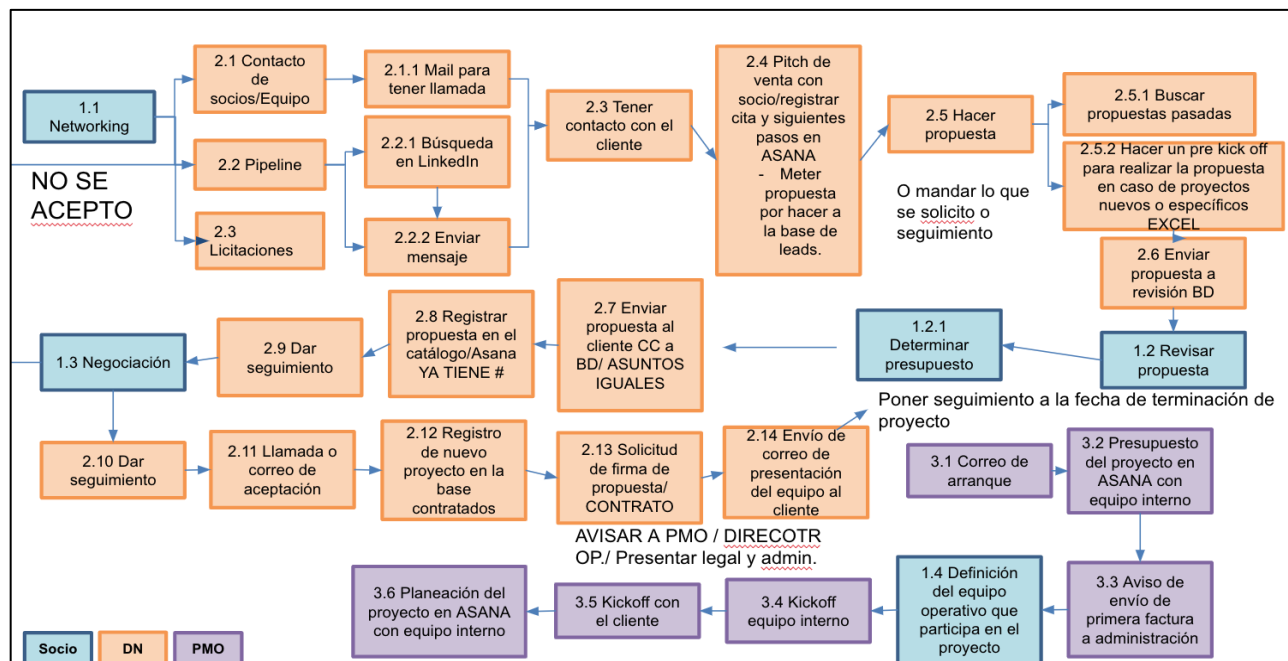 1.1
Networking
2.1 Contacto
de
socios/Equipo
2.1.1 Mail para
tener llamada
2.2 Pipeline
2.2.1 Búsqueda
en LinkedIn
2.2.2 Enviar
mensaje
2.3
Licitaciones
NO SE
ACEPTO
2.3 Tener
contacto con el
cliente
2.4 Pitch de
venta con
socio/registrar
cita y siguientes
pasos en
ASANA
- Meter
propuesta
por hacer a
la base de
leads.
2.5 Hacer
propuesta
O mandar lo que
se solicito o
seguimiento
2.5.1 Buscar
propuestas pasadas
2.5.2 Hacer un pre kick off
para realizar la propuesta
en caso de proyectos
nuevos o específicos
EXCEL
2.6 Enviar
propuesta a
revisión BD
1.2 Revisar
propuesta
1.2.1
Determinar
presupuesto
2.7 Enviar
propuesta al
cliente CC a
BD/ ASUNTOS
IGUALES
2.8 Registrar
propuesta en el
catálogo/Asana
YA TIENE #
2.9 Dar
seguimiento
1.3 Negociación
2.10 Dar
seguimiento
2.11 Llamada o
correo de
aceptación
2.12 Registro
de nuevo
proyecto en la
base
contratados
2.13 Solicitud
de firma de
propuesta/
CONTRATO
2.14 Envío de
correo de
presentación
del equipo al
cliente
Poner seguimiento a la fecha de terminación de
proyecto
AVISAR A PMO / DIRECOTR
OP./ Presentar legal y admin.
3.1 Correo de
arranque
3.2 Presupuesto
del proyecto en
ASANA con
equipo interno
3.3 Aviso de
envío de
primera factura
a administración
1.4 Definición
del equipo
operativo que
participa en el
proyecto
3.4 Kickoff
equipo interno
3.5 Kickoff con
el cliente
3.6 Planeación del
proyecto en ASANA
con equipo interno
Socio
DN
PMO